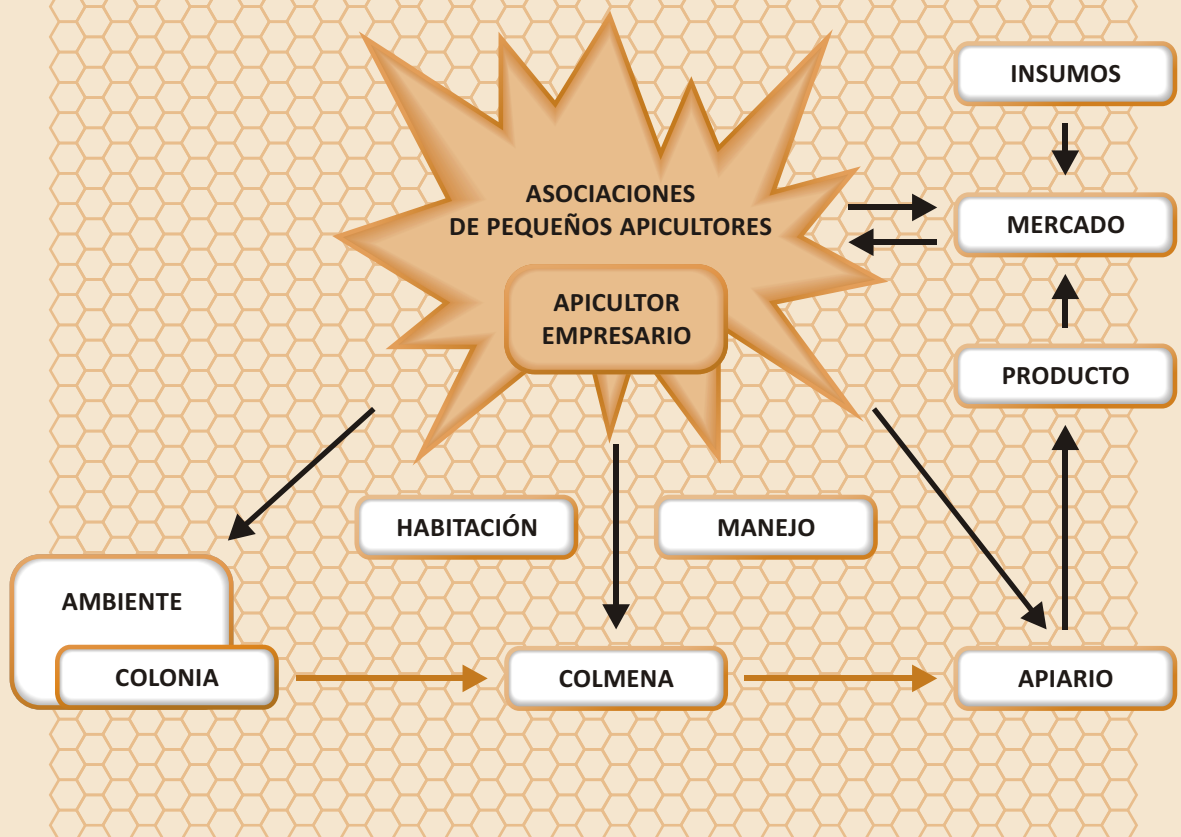 INSUMOS
ASOCIACIONES
DE PEQUEÑOS APICULTORES
MERCADO
APICULTOR
EMPRESARIO
PRODUCTO
HABITACIÓN
MANEJO
AMBIENTE
COLONIA
COLMENA
APIARIO